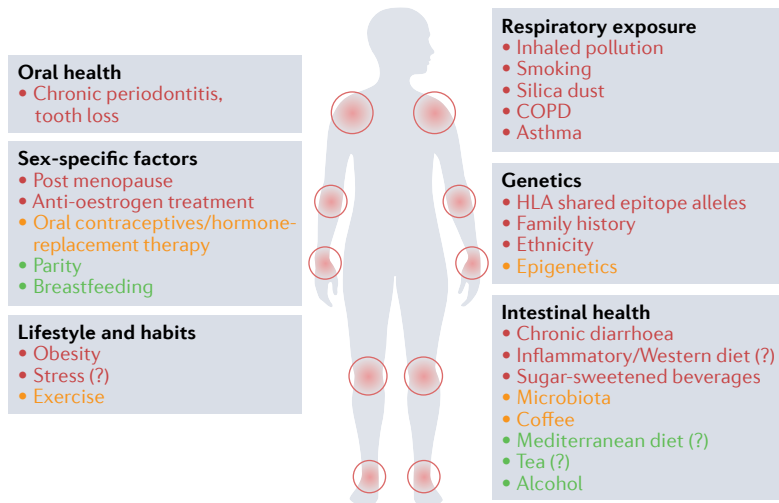 Oral health
• Chronic periodontitis,
tooth loss
Sex-specific factors
• Post menopause
• Anti-oestrogen treatment
• Oral contraceptives/hormone-
replacement therapy
• Parity
• Breastfeeding
Lifestyle and habits
• Obesity
• Stress (?)
• Exercise
Respiratory exposure
• Inhaled pollution
• Smoking
• Silica dust
• COPD
• Asthma
Genetics
• HLA shared epitope alleles
• Family history
• Ethnicity
• Epigenetics
Intestinal health
• Chronic diarrhoea
• Inflammatory/Western diet (?)
• Sugar-sweetened beverages
• Microbiota
• Coffee
• Mediterranean diet (?)
• Tea (?)
• Alcohol